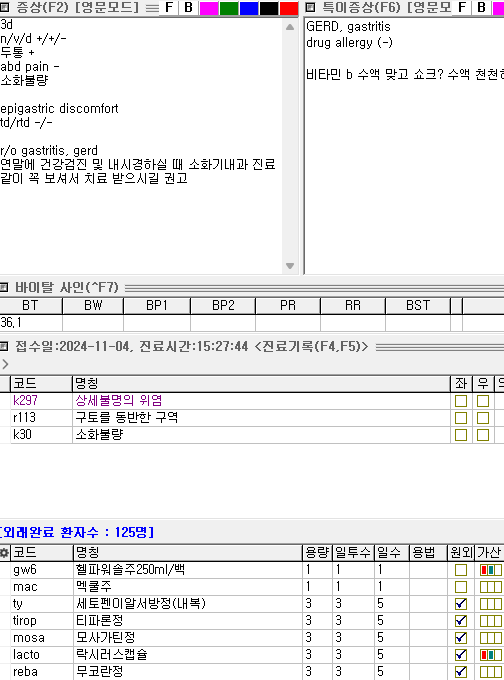 증상(F2) [영문모드] F B
3d
n/v/d +/+/-
두통 +
abd pain -
소화불량
epigastric discomfort
td/rtd -/-
r/o gastritis, gerd
연말에 건강검진 및 내시경하실 때 소화기내과 진료
같이 꼭 보셔서 치료 받으시길 권고
특이증상(F6) [영문모 F B
GERD, gastritis
drug allergy (-)
비타민 b 수액 맞고 쇼크? 수액 천천히
바이탈 사인(^F7)
BT BW BP1 BP2 PR RR BST
36,1
접수일:2024-11-04, 진료시간:15:27:44 <진료기록(F4,F5)>
코드 명칭 좌 우
k297 상세불명의 위염
r113 구토를 동반한 구역
k30 소화불량
[외래완료 환자수 : 125명]
코드 명칭 용량 일투수 일수 용법 원외 가산
gw6 헬파워솔주250ml/백 1 1 1
mac 멕쿨주 1 1 1
ty 세토펜이알서방정(내복) 3 3 5
tirop 티파론정 3 3 5
mosa 모사가틴정 3 3 5
lacto 락시러스캡슐 3 3 5
reba 무코란정 3 3 5